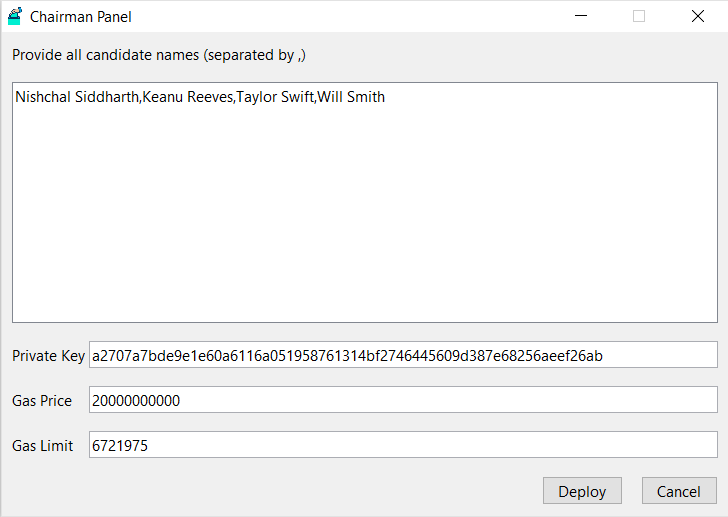 Chairman Panel
Provide all candidate names (separated by ,)
Nishchal Siddharth,Keanu Reeves,Taylor Swift,Will Smith
Private Key a2707a7bde9e1e60a6116a051958761314bf2746445609d387e68256aeef26ab
Gas Price 20000000000
Gas Limit 6721975
Deploy Cancel